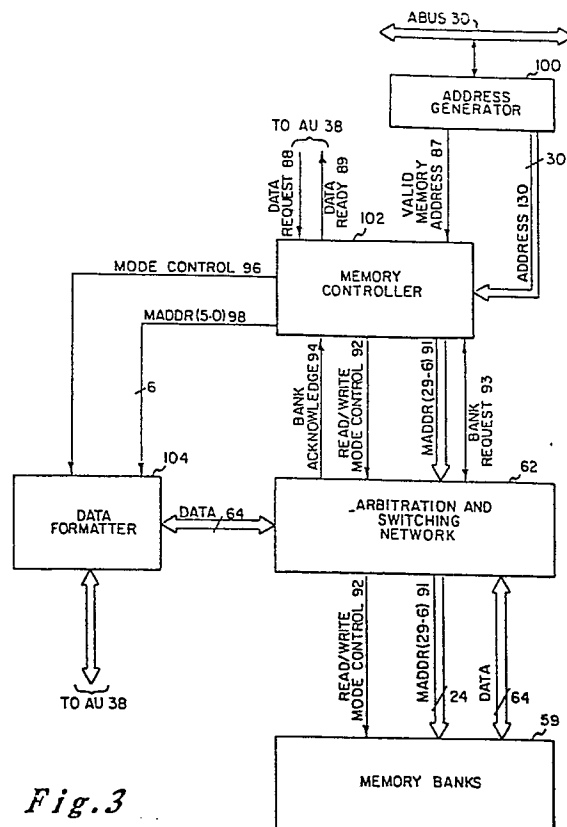 ABUS 30
100
ADDRESS
GENERATOR
30
TO AU 38
DATA
REQUEST 88
DATA
READY 89
VALID
MEMORY
ADDRESS 87
ADDRESS 130
102
MODE CONTROL 96
MEMORY
CONTROLLER
MADDR(5-0) 98
6
BANK
ACKNOWLEDGE 94
READ/WRITE
MODE CONTROL 92
MADDR(29-6) 91
BANK
REQUEST 93
104
62
DATA
FORMATTER
DATA 64
ARBITRATION AND
SWITCHING
NETWORK
READ/WRITE
MODE CONTROL 92
MADDR(29-6) 91
24
DATA
64
TO AU 38
59
MEMORY BANKS
Fig.3